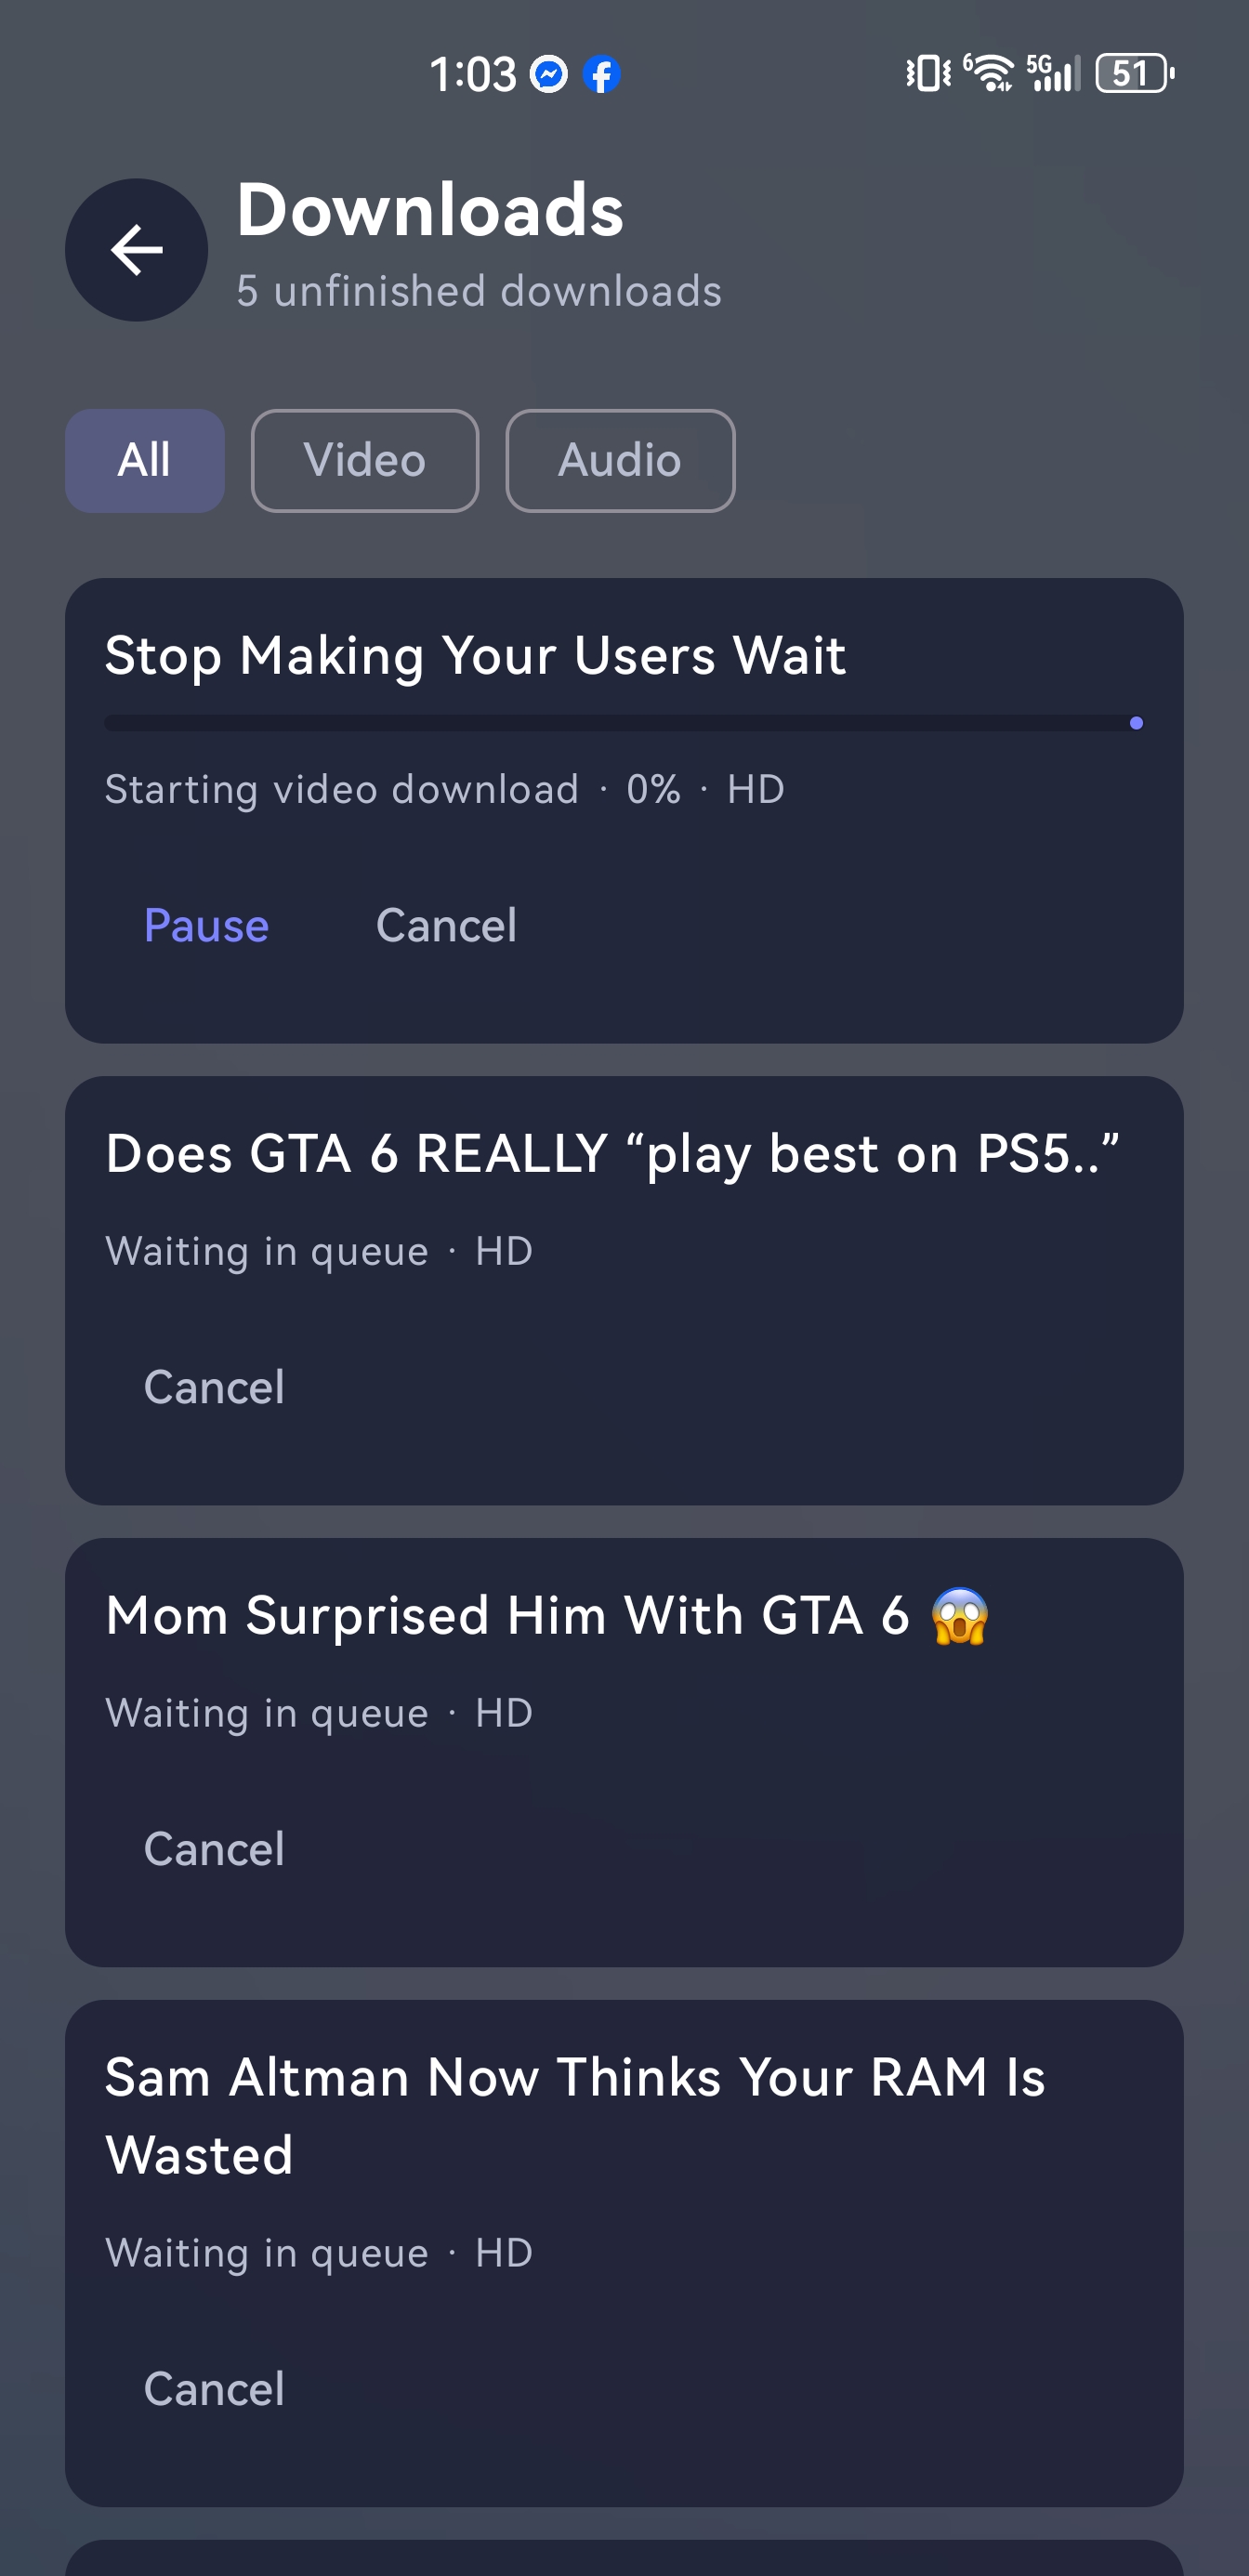 1:03
6
5G
51
Downloads
5 unfinished downloads
All
Video
Audio
Stop Making Your Users Wait
Starting video download · 0% · HD
Pause
Cancel
Does GTA 6 REALLY “play best on PS5..”
Waiting in queue · HD
Cancel
Mom Surprised Him With GTA 6 😱
Waiting in queue · HD
Cancel
Sam Altman Now Thinks Your RAM Is
Wasted
Waiting in queue · HD
Cancel